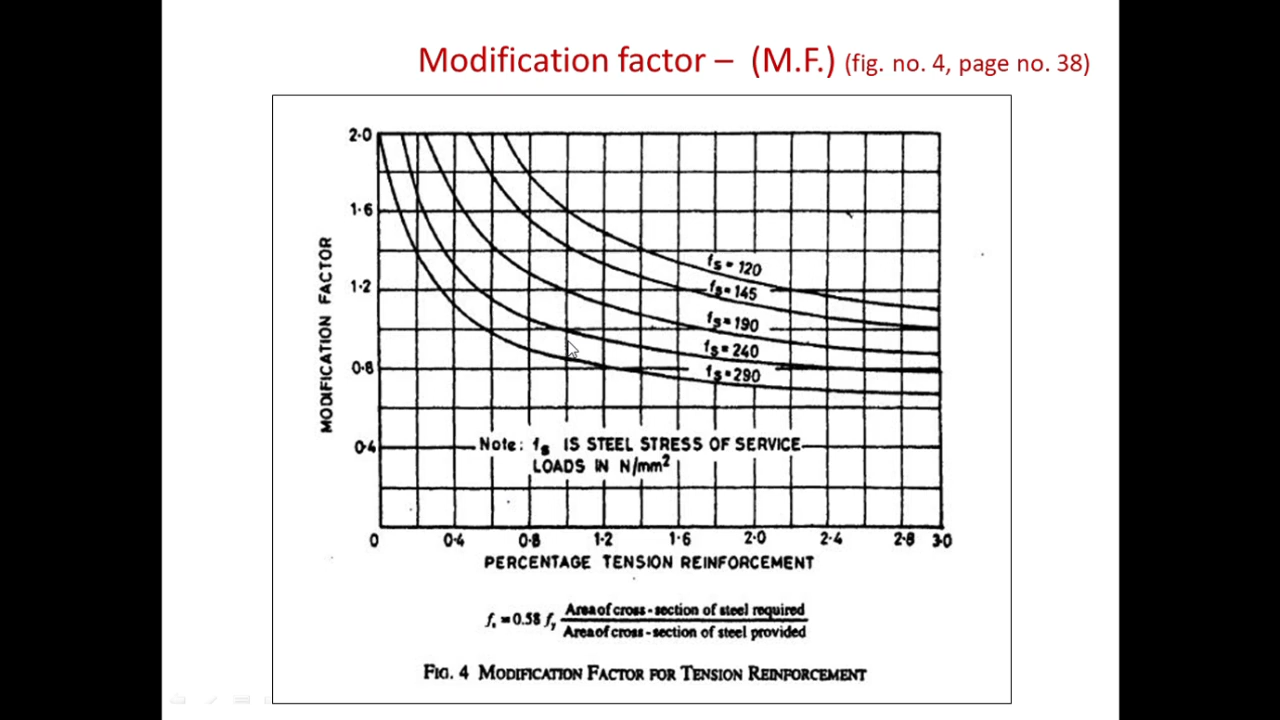 Modification factor – (M.F.) (fig. no. 4, page no. 38)
2·0
1·6
1·2
0·8
0·4
MODIFICATION FACTOR
fs = 120
fs = 145
fs = 190
fs = 240
fs = 290
Note: fs IS STEEL STRESS OF SERVICE
LOADS IN N/mm²
0 0·4 0·8 1·2 1·6 2·0 2·4 2·8 3·0
PERCENTAGE TENSION REINFORCEMENT
fs = 0.58 fy Area of cross-section of steel required
Area of cross-section of steel provided
FIG. 4 MODIFICATION FACTOR FOR TENSION REINFORCEMENT